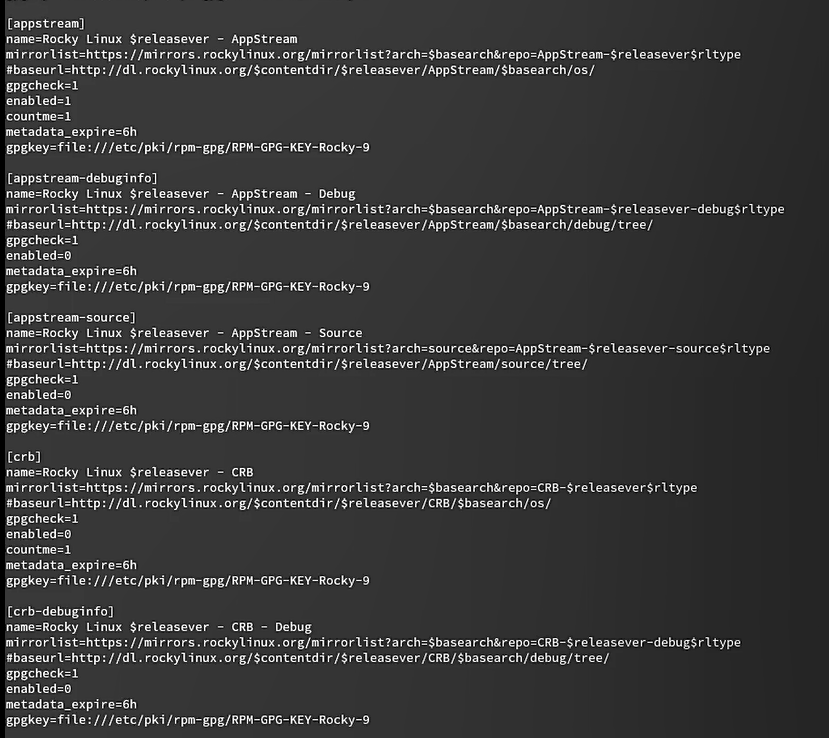 [appstream]
name=Rocky Linux $releasever - AppStream
mirrorlist=https://mirrors.rockylinux.org/mirrorlist?arch=$basearch&repo=AppStream-$releasever$rltype
#baseurl=http://dl.rockylinux.org/$contentdir/$releasever/AppStream/$basearch/os/
gpgcheck=1
enabled=1
countme=1
metadata_expire=6h
gpgkey=file:///etc/pki/rpm-gpg/RPM-GPG-KEY-Rocky-9

[appstream-debuginfo]
name=Rocky Linux $releasever - AppStream - Debug
mirrorlist=https://mirrors.rockylinux.org/mirrorlist?arch=$basearch&repo=AppStream-$releasever-debug$rltype
#baseurl=http://dl.rockylinux.org/$contentdir/$releasever/AppStream/$basearch/debug/tree/
gpgcheck=1
enabled=0
metadata_expire=6h
gpgkey=file:///etc/pki/rpm-gpg/RPM-GPG-KEY-Rocky-9

[appstream-source]
name=Rocky Linux $releasever - AppStream - Source
mirrorlist=https://mirrors.rockylinux.org/mirrorlist?arch=source&repo=AppStream-$releasever-source$rltype
#baseurl=http://dl.rockylinux.org/$contentdir/$releasever/AppStream/source/tree/
gpgcheck=1
enabled=0
metadata_expire=6h
gpgkey=file:///etc/pki/rpm-gpg/RPM-GPG-KEY-Rocky-9

[crb]
name=Rocky Linux $releasever - CRB
mirrorlist=https://mirrors.rockylinux.org/mirrorlist?arch=$basearch&repo=CRB-$releasever$rltype
#baseurl=http://dl.rockylinux.org/$contentdir/$releasever/CRB/$basearch/os/
gpgcheck=1
enabled=0
countme=1
metadata_expire=6h
gpgkey=file:///etc/pki/rpm-gpg/RPM-GPG-KEY-Rocky-9

[crb-debuginfo]
name=Rocky Linux $releasever - CRB - Debug
mirrorlist=https://mirrors.rockylinux.org/mirrorlist?arch=$basearch&repo=CRB-$releasever-debug$rltype
#baseurl=http://dl.rockylinux.org/$contentdir/$releasever/CRB/$basearch/debug/tree/
gpgcheck=1
enabled=0
metadata_expire=6h
gpgkey=file:///etc/pki/rpm-gpg/RPM-GPG-KEY-Rocky-9